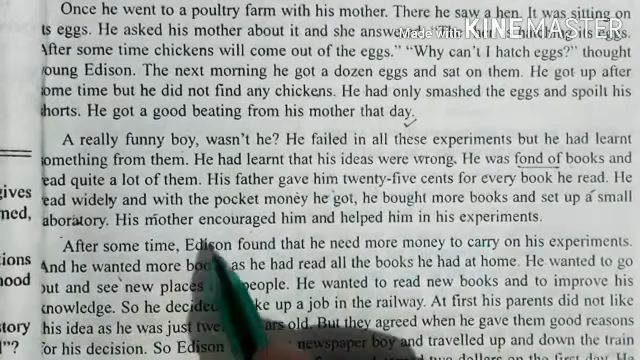 Once he went to a poultry farm with his mother. There he saw a hen. It was sitting on
ts eggs. He asked his mother about it and she answered its eggs.
Made with KINEMASTER
After some time chickens will come out of the eggs." "Why can't I hatch eggs?" thought
oung Edison. The next morning he got a dozen eggs and sat on them. He got up after
ome time but he did not find any chickens. He had only smashed the eggs and spoilt his
horts. He got a good beating from his mother that day.
A really funny boy, wasn't he? He failed in all these experiments but he had learnt
omething from them. He had learnt that his ideas were wrong. He was fond of books and
ead quite a lot of them. His father gave him twenty-five cents for every book he read. He
ead widely and with the pocket money he got, he bought more books and set up a small
aboratory. His mother encouraged him and helped him in his experiments.
After some time, Edison found that he need more money to carry on his experiments.
And he wanted more as he had read all the books he had at home. He wanted to go
out and see new places people. He wanted to read new books and to improve his
knowledge. So he decided ke up a job in the railway. At first his parents did not like
his idea as he was just ars old. But they agreed when he gave them good reasons
for his decision. So Edison newspaper boy and travelled up and down the train
two dollars on the first day. He
gives
ned,
ions
ood
story
l"?